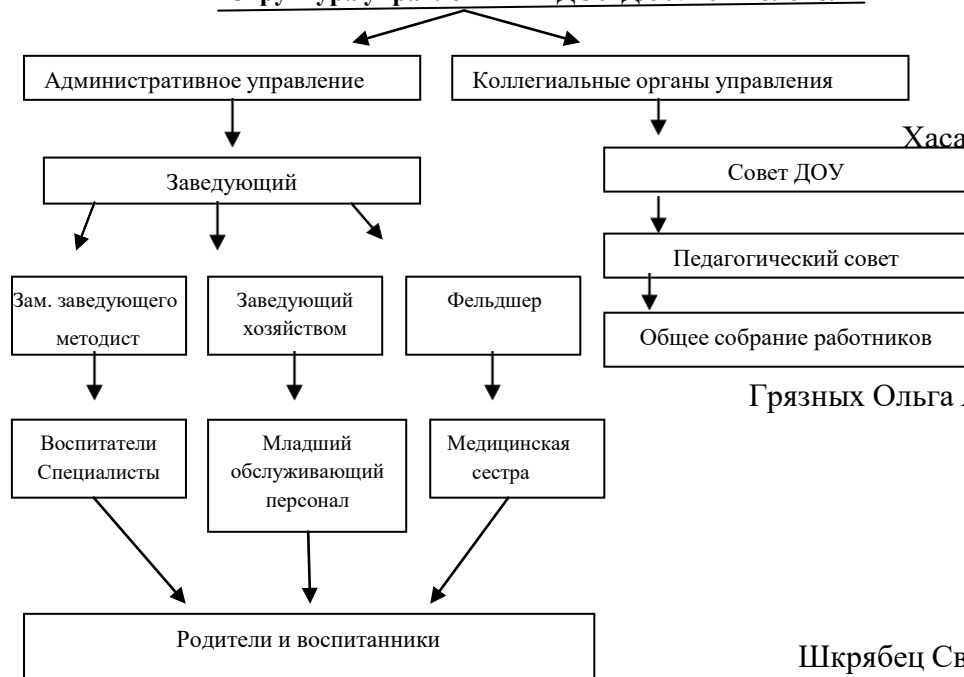 Административное управление
Коллегиальные органы управления
Заведующий
Совет ДОУ
Педагогический совет
Общее собрание работников
Зам. заведующего
методист
Заведующий
хозяйством
Фельдшер
Грязных Ольга
Воспитатели
Специалисты
Младший
обслуживающий
персонал
Медицинская
сестра
Родители и воспитанники
Шкрябец